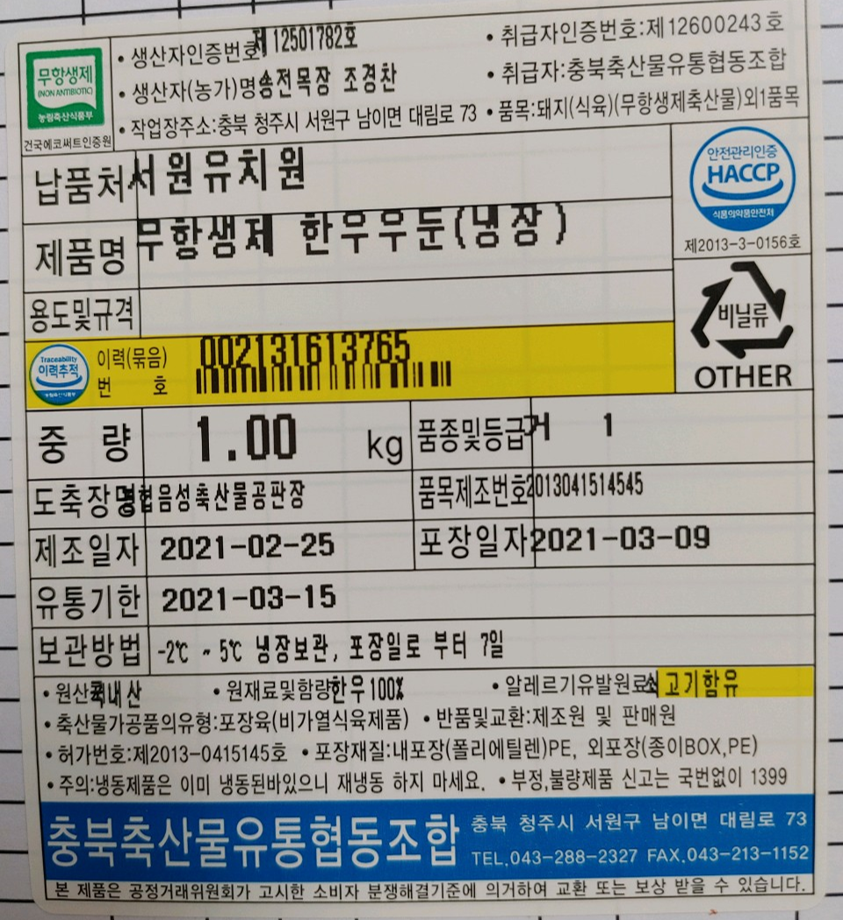 무항생제
(NON ANTIBIOTIC)
농림축산식품부
건국에코써트인증원
• 생산자인증번호 제12501782호
• 취급자인증번호:제12600243호
• 생산자(농가)명 송전목장 조경찬
• 취급자:충북축산물유통협동조합
• 작업장주소:충북 청주시 서원구 남이면 대림로 73
• 품목:돼지(식육)(무항생제축산물)외1품목
납품처 서원유치원
안전관리인증
HACCP
식품의약품안전처
제2013-3-0156호
제품명 무항생제 한우우둔(냉장)
용도및규격
비닐류
OTHER
Traceability
이력추적
이력(묶음)
번 호
002131613765
중 량 1.00 kg
품종및등급 거 1
도축장명 농협음성축산물공판장
품목제조번호 2013041514545
제조일자 2021-02-25
포장일자 2021-03-09
유통기한 2021-03-15
보관방법 -2℃ ~ 5℃ 냉장보관, 포장일로 부터 7일
• 원산 국내산
• 원재료및함량 한우100%
• 알레르기유발원료 소고기함유
• 축산물가공품의유형:포장육(비가열식육제품) • 반품및교환:제조원 및 판매원
• 허가번호:제2013-0415145호 • 포장재질:내포장(폴리에틸렌)PE, 외포장(종이BOX,PE)
• 주의:냉동제품은 이미 냉동된바있으니 재냉동 하지 마세요. • 부정,불량제품 신고는 국번없이 1399
충북축산물유통협동조합
충북 청주시 서원구 남이면 대림로 73
TEL.043-288-2327 FAX.043-213-1152
본 제품은 공정거래위원회가 고시한 소비자 분쟁해결기준에 의거하여 교환 또는 보상 받을 수 있습니다.